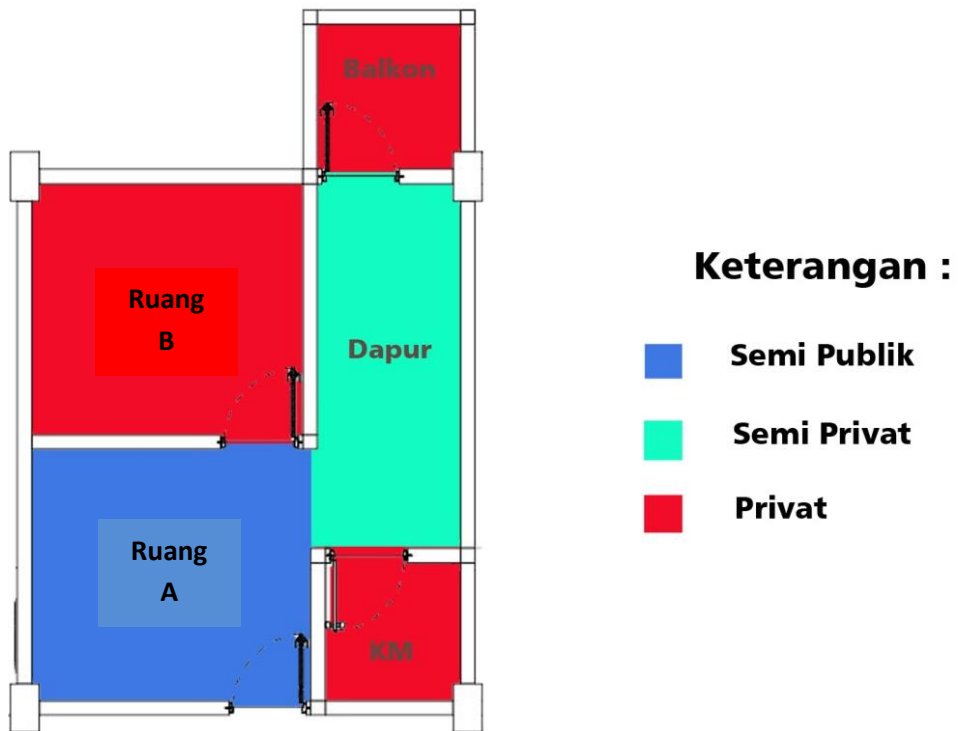 Balkon
Ruang
B
Dapur
Ruang
A
KM
Keterangan :
Semi Publik
Semi Privat
Privat